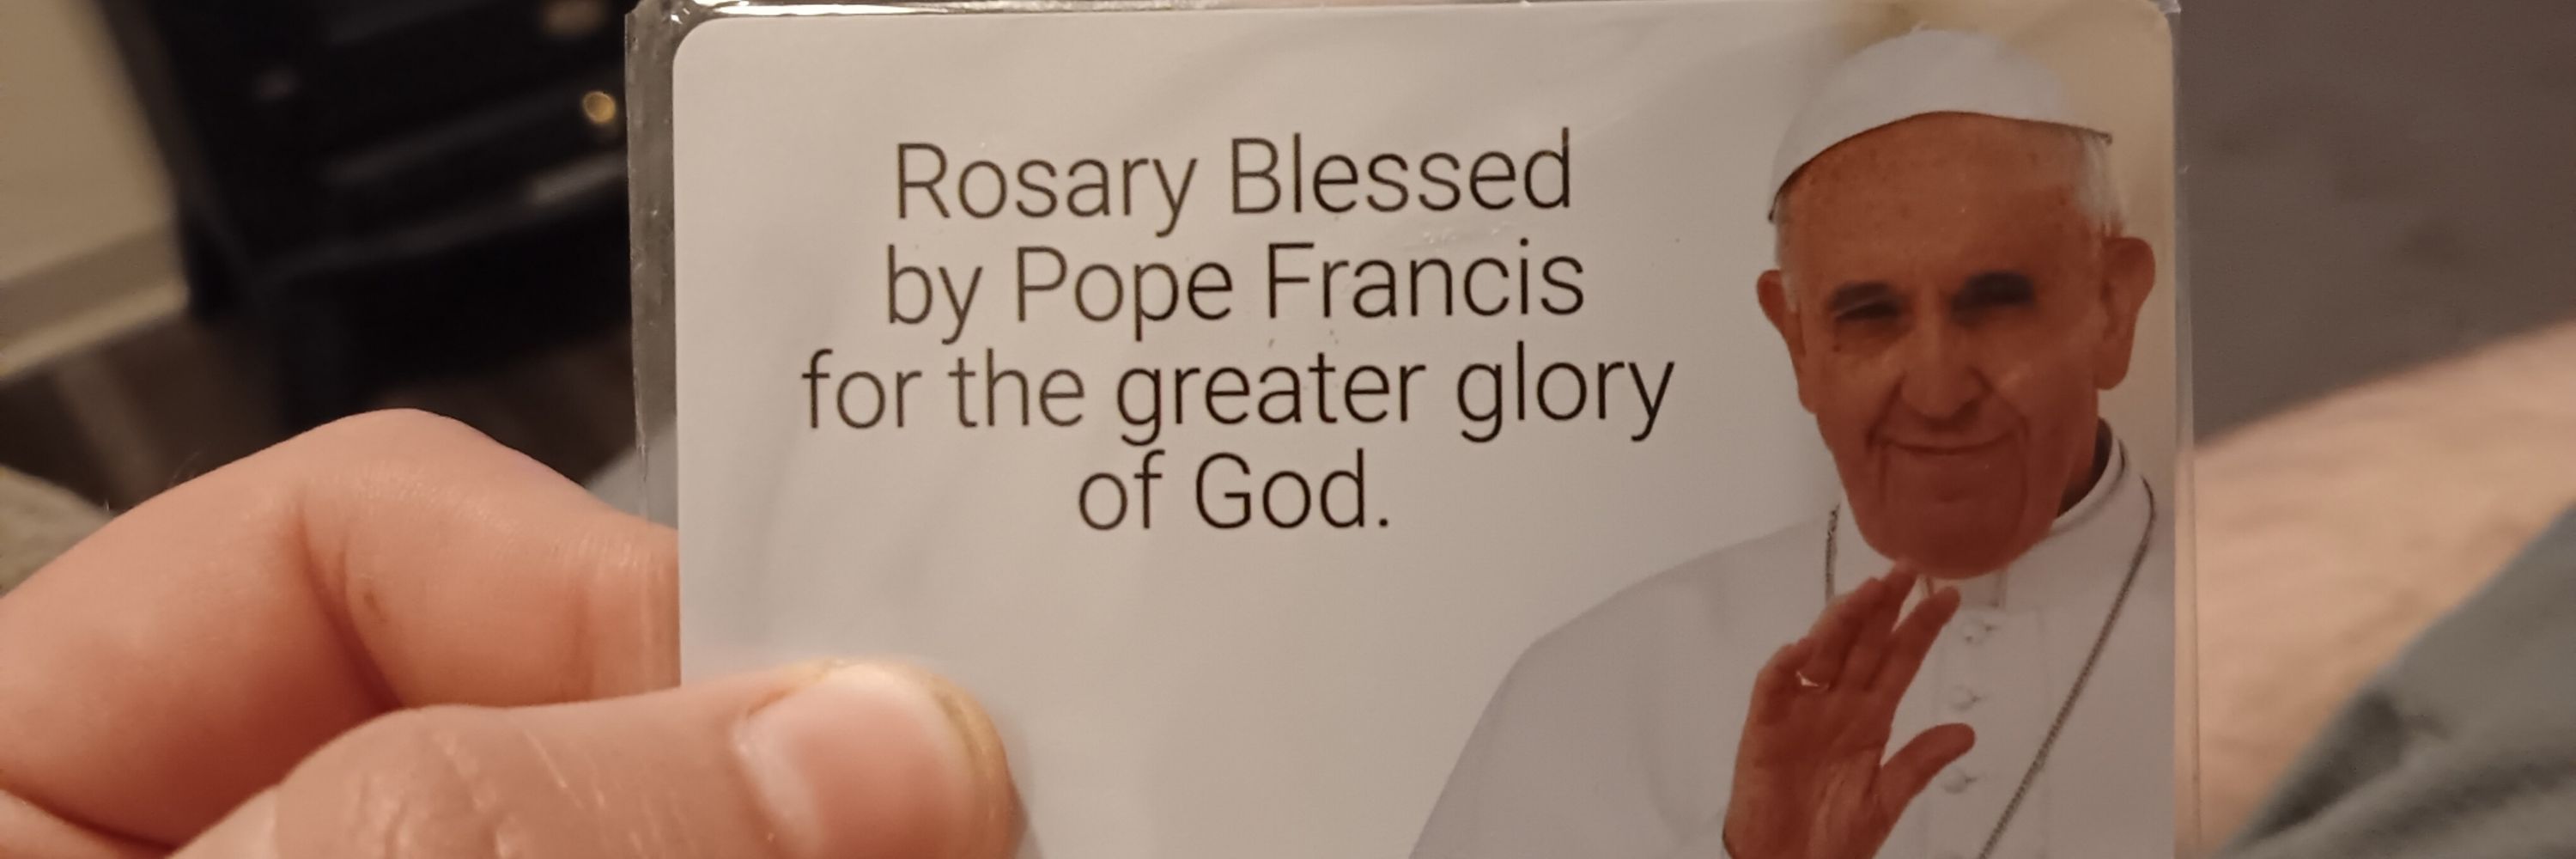 Rosary Blessed
by Pope Francis
for the greater glory
of God.